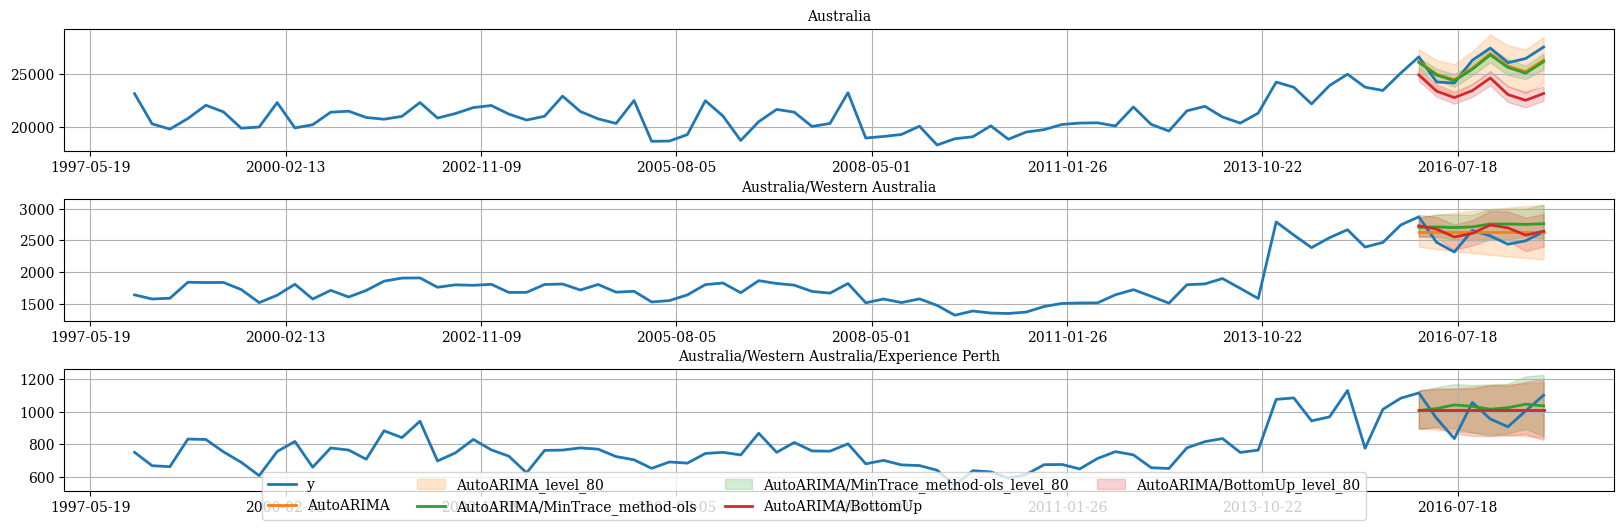 Australia
25000
20000
1997-05-19 2000-02-13 2002-11-09 2005-08-05 2008-05-01 2011-01-26 2013-10-22 2016-07-18
Australia/Western Australia
3000
2500
2000
1500
1997-05-19 2000-02-13 2002-11-09 2005-08-05 2008-05-01 2011-01-26 2013-10-22 2016-07-18
Australia/Western Australia/Experience Perth
1200
1000
800
600
y AutoARIMA_level_80 AutoARIMA/MinTrace_method-ols_level_80 AutoARIMA/BottomUp_level_80
AutoARIMA AutoARIMA/MinTrace_method-ols AutoARIMA/BottomUp
1997-05-19 2011-01-26 2013-10-22 2016-07-18